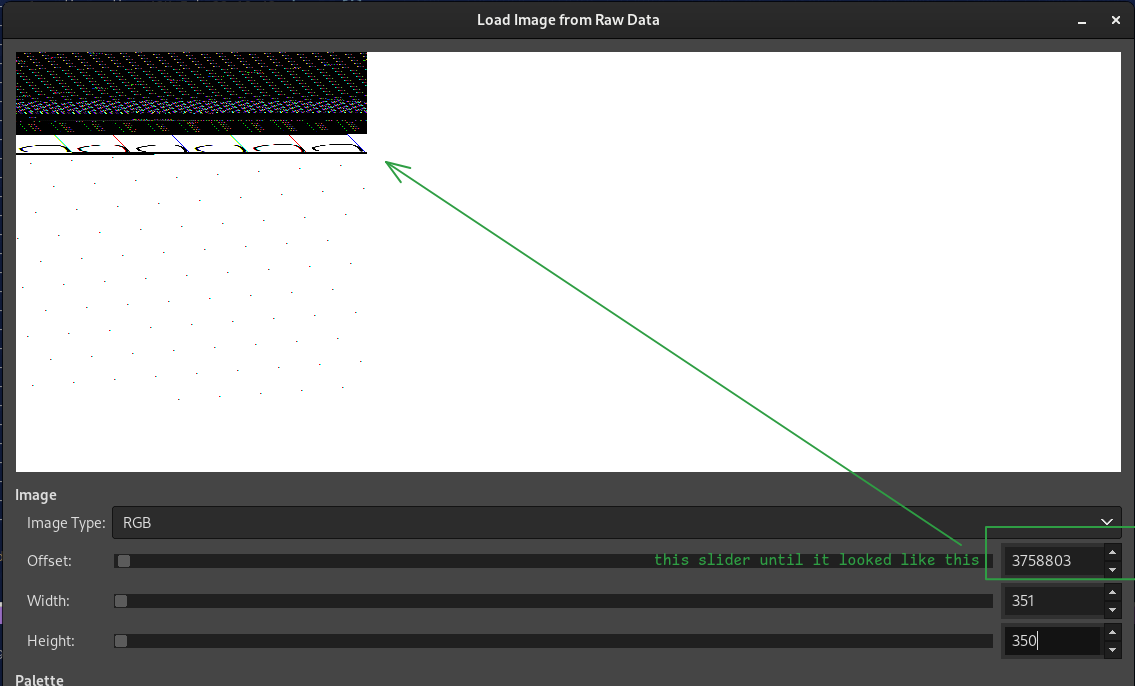 Load Image from Raw Data
Image
Image Type: RGB
Offset: this slider until it looked like this 3758803
Width: 351
Height: 350
Palette